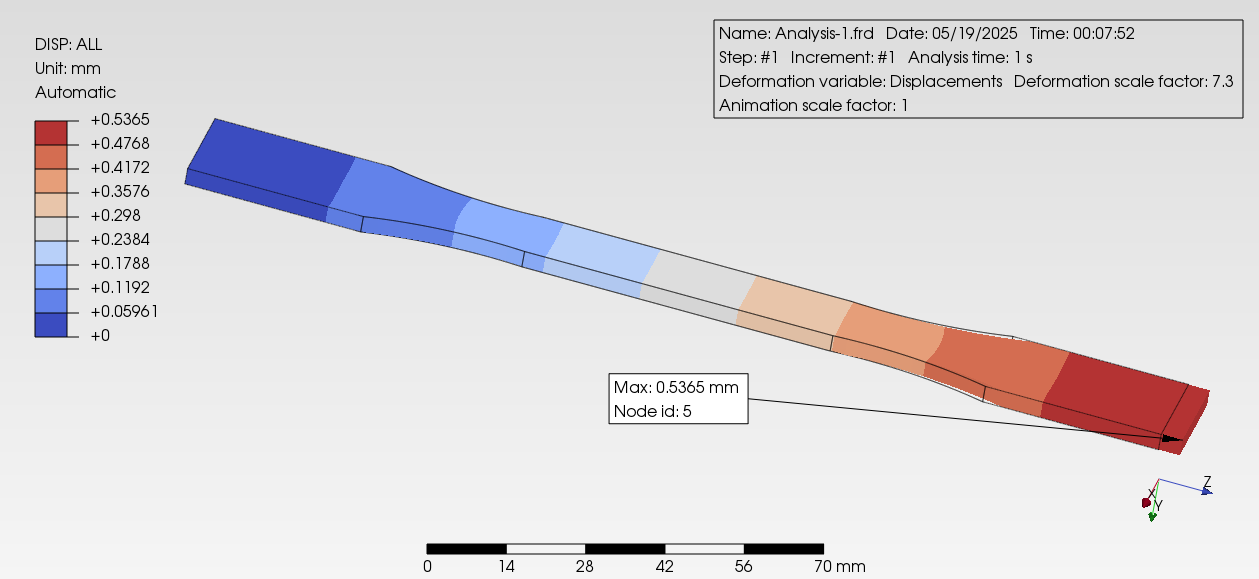 DISP: ALL
Unit: mm
Automatic
+0.5365
+0.4768
+0.4172
+0.3576
+0.298
+0.2384
+0.1788
+0.1192
+0.05961
+0
Name: Analysis-1.frd Date: 05/19/2025 Time: 00:07:52
Step: #1 Increment: #1 Analysis time: 1 s
Deformation variable: Displacements Deformation scale factor: 7.3
Animation scale factor: 1
Max: 0.5365 mm
Node id: 5
X Y Z
0 14 28 42 56 70 mm